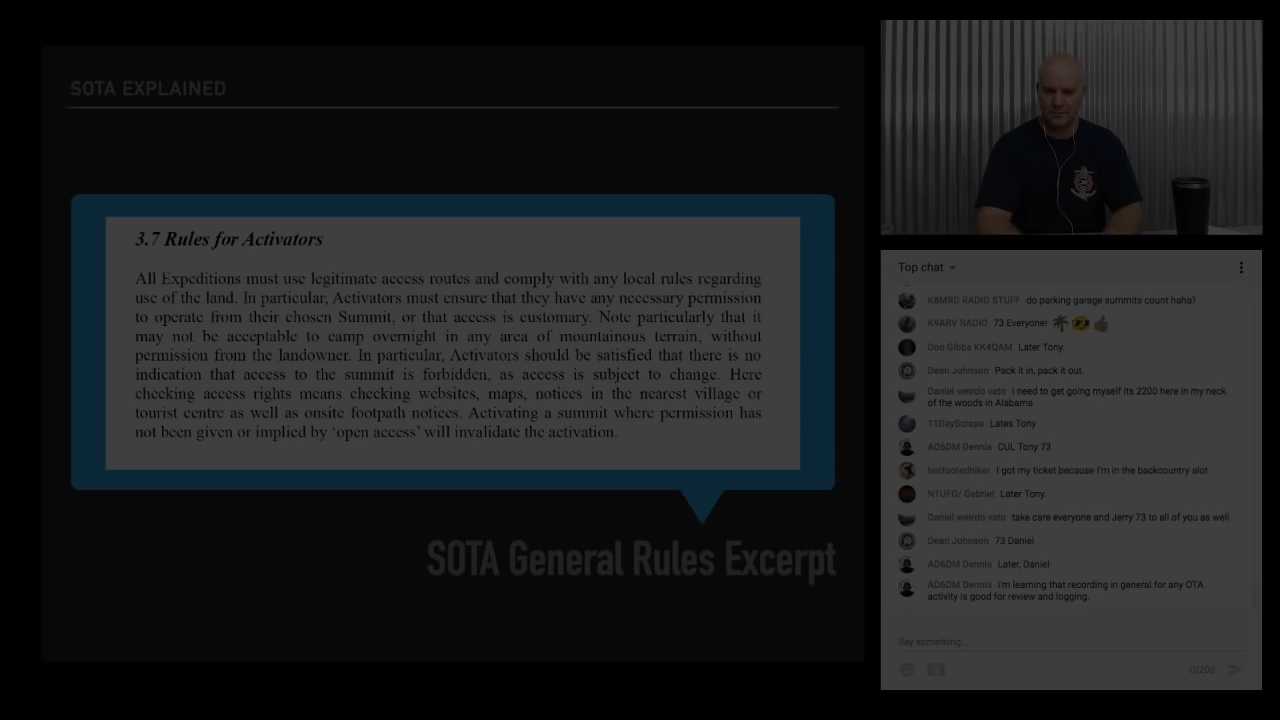 SOTA EXPLAINED
3.7 Rules for Activators
All Expeditions must use legitimate access routes and comply with any local rules regarding
use of the land. In particular, Activators must ensure that they have any necessary permission
to operate from their chosen Summit, or that access is customary. Note particularly that it
may not be acceptable to camp overnight in any area of mountainous terrain, without
permission from the landowner. In particular, Activators should be satisfied that there is no
indication that access to the summit is forbidden, as access is subject to change. Here
checking access rights means checking websites, maps, notices in the nearest village or
tourist centre as well as onsite footpath notices. Activating a summit where permission has
not been given or implied by ‘open access’ will invalidate the activation.
SOTA General Rules Excerpt
Top chat
K8MRD RADIO STUFF do parking garage summits count haha?
K9ARV RADIO 73 Everyone!
Don Gibbs KK4QAM Later Tony.
Dean Johnson Pack it in, pack it out.
Daniel weirdo vato I need to get going myself its 2200 here in my neck
of the woods in Alabama
11DayScrape Lates Tony
AD6DM Dennis CUL Tony 73
hotfootedhiker I got my ticket because I'm in the backcountry alot
N1UFO/ Gabriel Later Tony.
Daniel weirdo vato take care everyone and Jerry 73 to all of you as well
Dean Johnson 73 Daniel
AD6DM Dennis Later, Daniel
AD6DM Dennis I'm learning that recording in general for any OTA
activity is good for review and logging.
Say something...
0/200